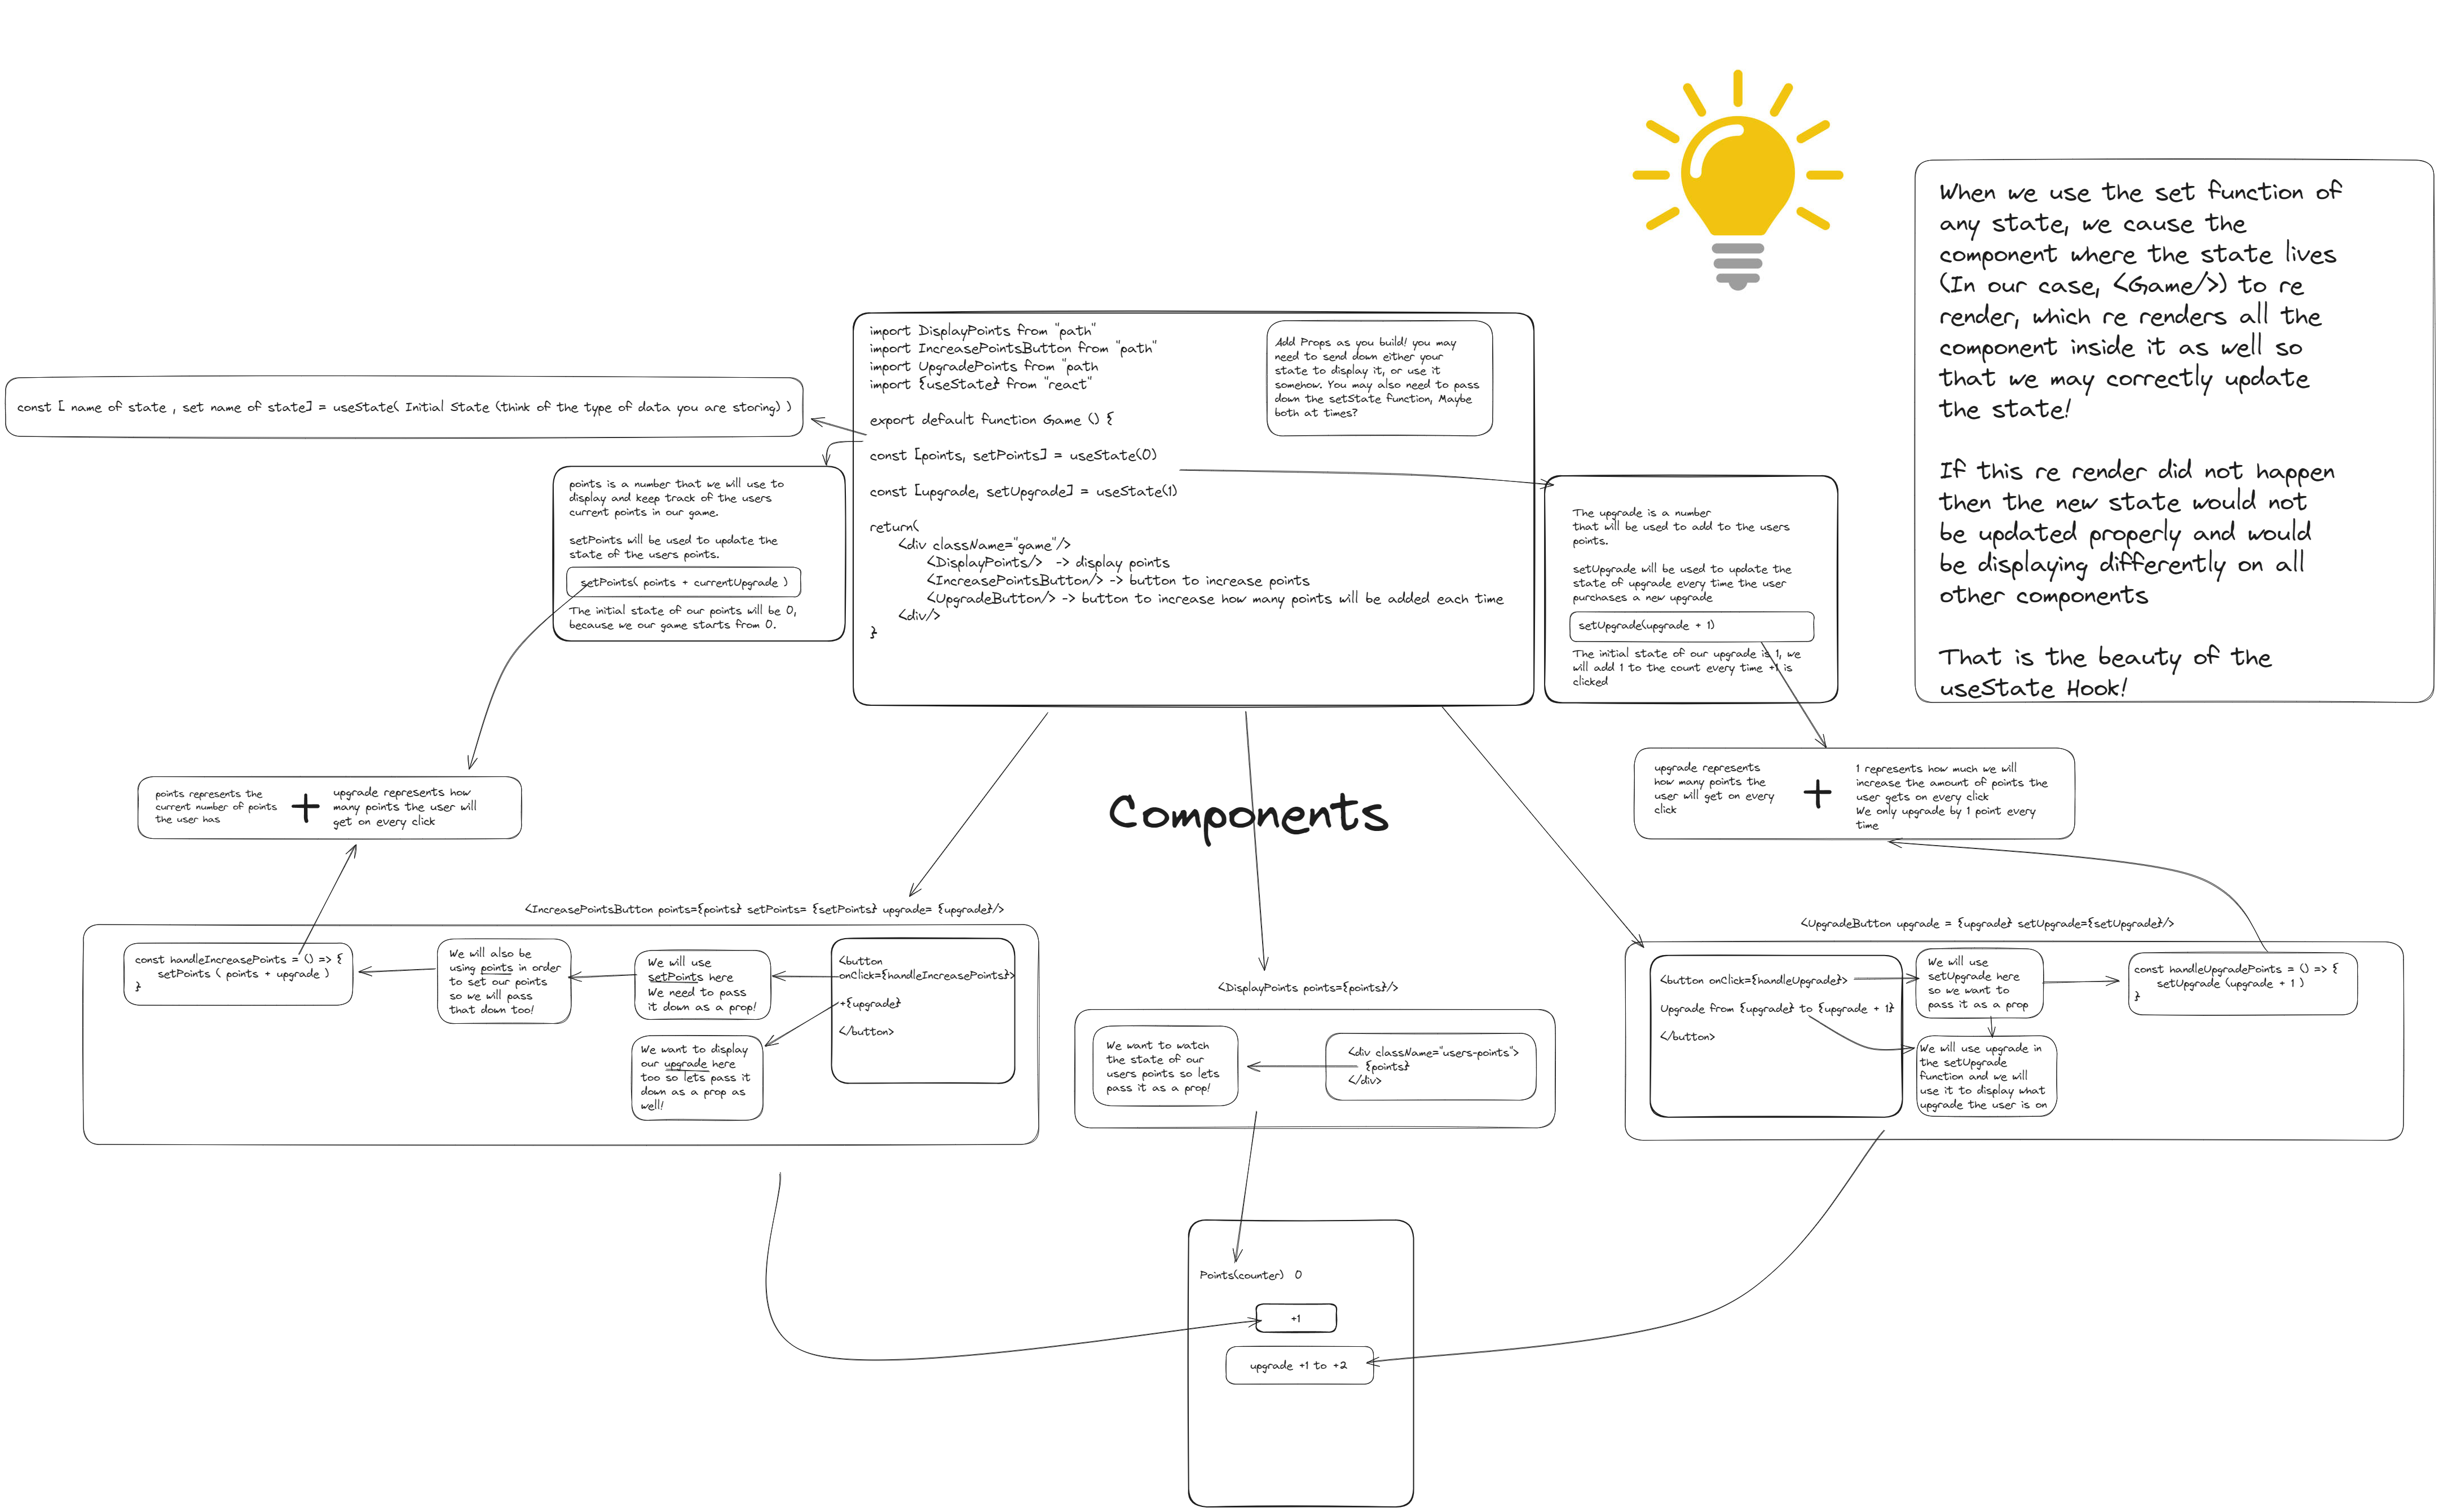 When we use the set function of
any state, we cause the
component where the state lives
(In our case, <Game/>) to re
render, which re renders all the
component inside it as well so
that we may correctly update
the state!
If this re render did not happen
then the new state would not
be updated properly and would
be displaying differently on all
other components
That is the beauty of the
useState Hook!
import DisplayPoints from "path"
import IncreasePointsButton from "path"
import UpgradePoints from "path
import {useState} from "react"
export default function Game () {
const [points, setPoints] = useState(0)
const [upgrade, setUpgrade] = useState(1)
return(
<div className="game"/>
<DisplayPoints/> -> display points
<IncreasePointsButton/> -> button to increase points
<UpgradeButton/> -> button to increase how many points will be added each time
<div/>
}
Add Props as you build! you may
need to send down either your
state to display it, or use it
somehow. You may also need to pass
down the setState function, Maybe
both at times?
const [ name of state , set name of state] = useState( Initial State (think of the type of data you are storing) )
points is a number that we will use to
display and keep track of the users
current points in our game.
setPoints will be used to update the
state of the users points.
setPoints( points + currentUpgrade )
The initial state of our points will be 0,
because we our game starts from 0.
The upgrade is a number
that will be used to add to the users
points.
setUpgrade will be used to update the
state of upgrade every time the user
purchases a new upgrade
setUpgrade(upgrade + 1)
The initial state of our upgrade is 1, we
will add 1 to the count every time +1 is
clicked
points represents the
current number of points
the user has
+
upgrade represents how
many points the user will
get on every click
Components
upgrade represents
how many points the
user will get on every
click
+
1 represents how much we will
increase the amount of points the
user gets on every click
We only upgrade by 1 point every
time
<IncreasePointsButton points={points} setPoints= {setPoints} upgrade= {upgrade}/>
const handleIncreasePoints = () => {
setPoints ( points + upgrade )
}
We will also be
using points in order
to set our points
so we will pass
that down too!
We will use
setPoints here
We need to pass
it down as a prop!
We want to display
our upgrade here
too so lets pass it
down as a prop as
well!
<button
onClick={handleIncreasePoints}>
+{upgrade}
</button>
<DisplayPoints points={points}/>
We want to watch
the state of our
users points so lets
pass it as a prop!
<div className="users-points">
{points}
</div>
<UpgradeButton upgrade = {upgrade} setUpgrade={setUpgrade}/>
<button onClick={handleUpgrade}>
Upgrade from {upgrade} to {upgrade + 1}
</button>
We will use
setUpgrade here
so we want to
pass it as a prop
We will use upgrade in
the setUpgrade
function and we will
use it to display what
upgrade the user is on
const handleUpgradePoints = () => {
setUpgrade (upgrade + 1 )
}
Points(counter) 0
+1
upgrade +1 to +2